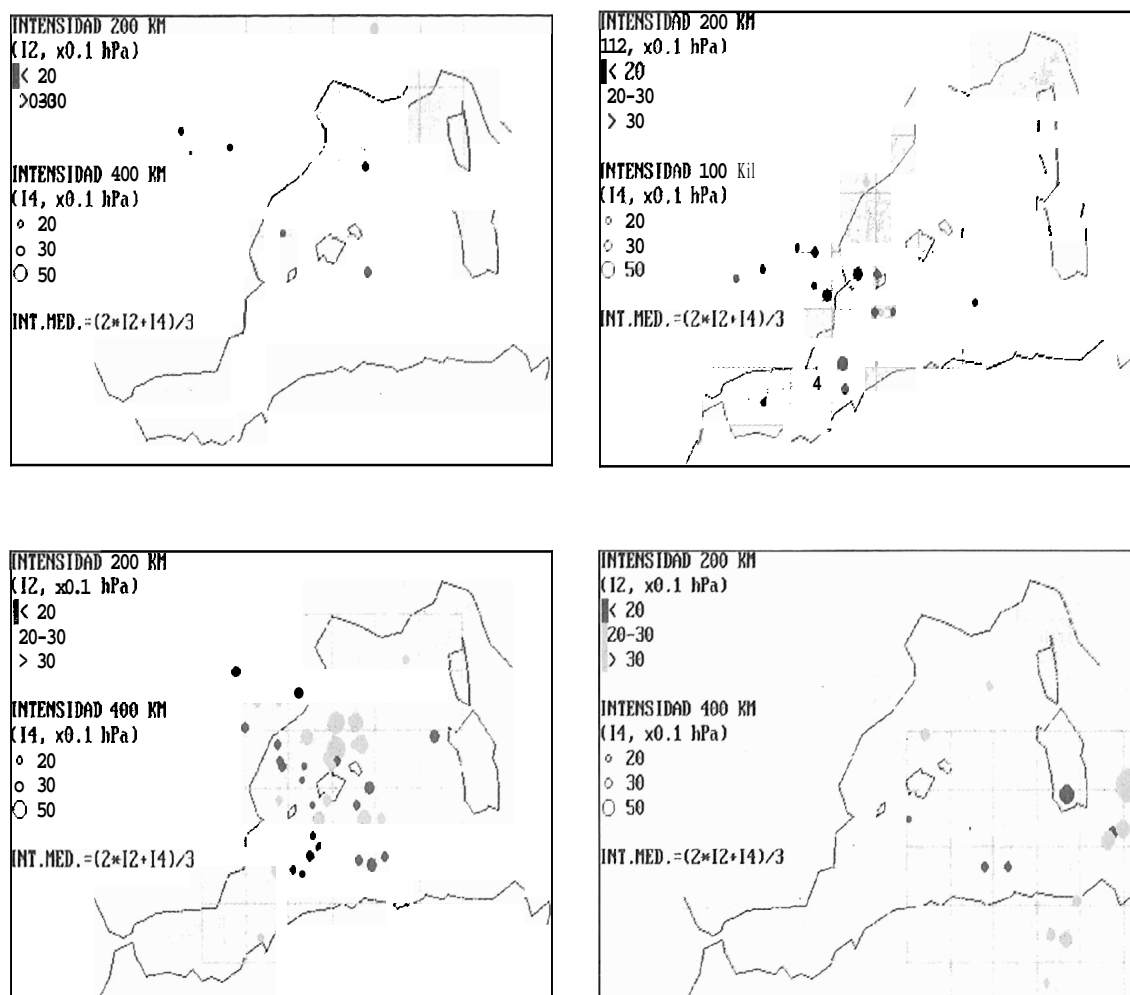 INTENSIDAD 200 KM
(I2, x0.1 hPa)
< 20
INTENSIDAD 400 KM
(I4, x0.1 hPa)
20
30
50
INT.MED.=(2*I2+I4)/3
INTENSIDAD 200 KM
112, x0.1 hPa)
< 20
20-30
> 30
INTENSIDAD 100 Kil
(I4, x0.1 hPa)
20
30
50
INT.MED.=(2*I2+I4)/3
4
INTENSIDAD 200 KM
(I2, x0.1 hPa)
< 20
20-30
> 30
INTENSIDAD 400 KM
(I4, x0.1 hPa)
20
30
50
INT.MED.=(2*I2+I4)/3
INTENSIDAD 200 KM
(I2, x0.1 hPa)
< 20
20-30
> 30
INTENSIDAD 400 KM
(I4, x0.1 hPa)
20
30
50
INT.MED.=(2*I2+I4)/3